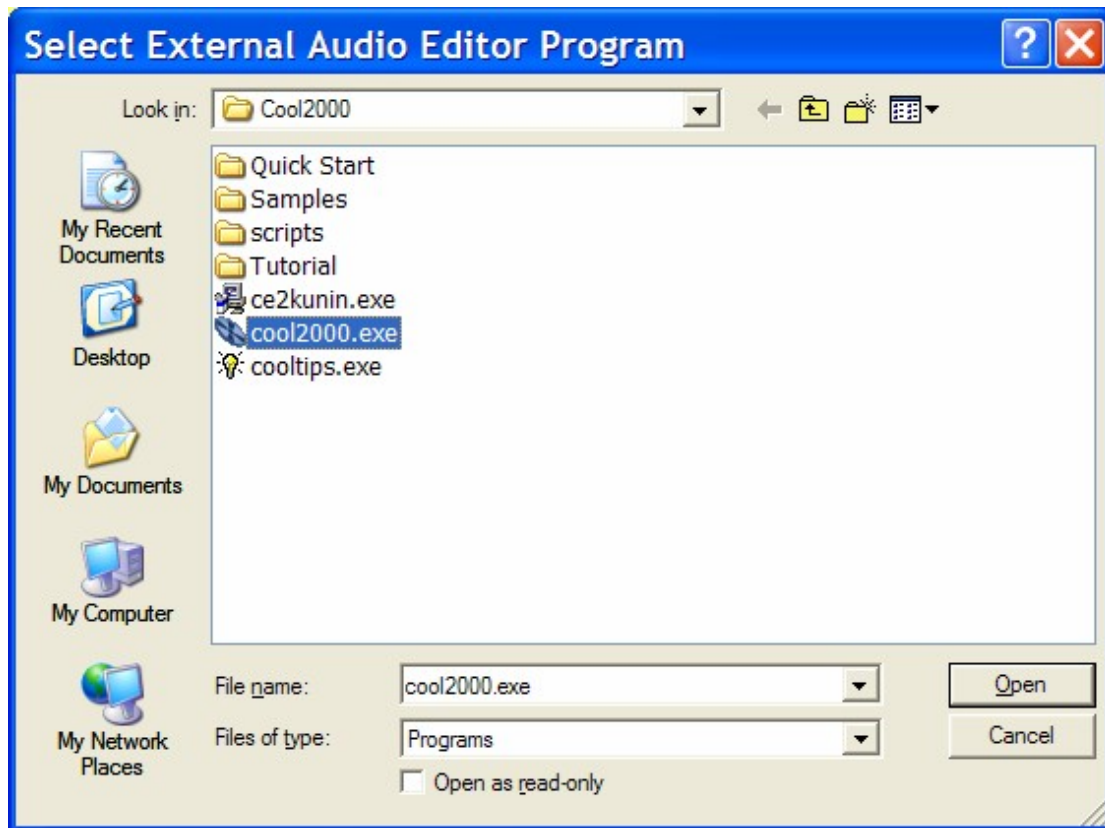 Select External Audio Editor Program
Look in:
Cool2000
My Recent
Documents
Desktop
My Documents
My Computer
My Network
Places
Quick Start
Samples
scripts
Tutorial
ce2kunin.exe
cool2000.exe
cooltips.exe
File name:
cool2000.exe
Open
Files of type:
Programs
Cancel
Open as read-only